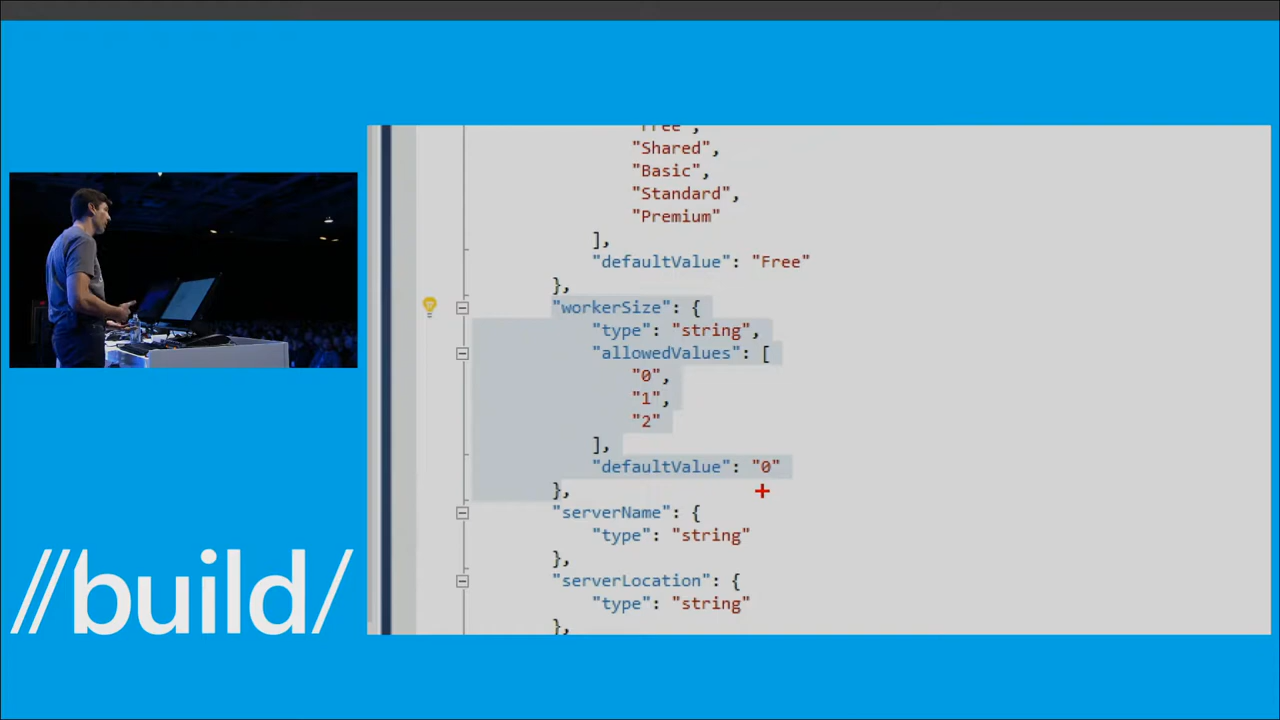 "Free",
"Shared",
"Basic",
"Standard",
"Premium"
],
"defaultValue": "Free"
},
"workerSize": {
"type": "string",
"allowedValues": [
"0",
"1",
"2"
],
"defaultValue": "0"
},
"serverName": {
"type": "string"
},
"serverLocation": {
"type": "string"
},
//build/